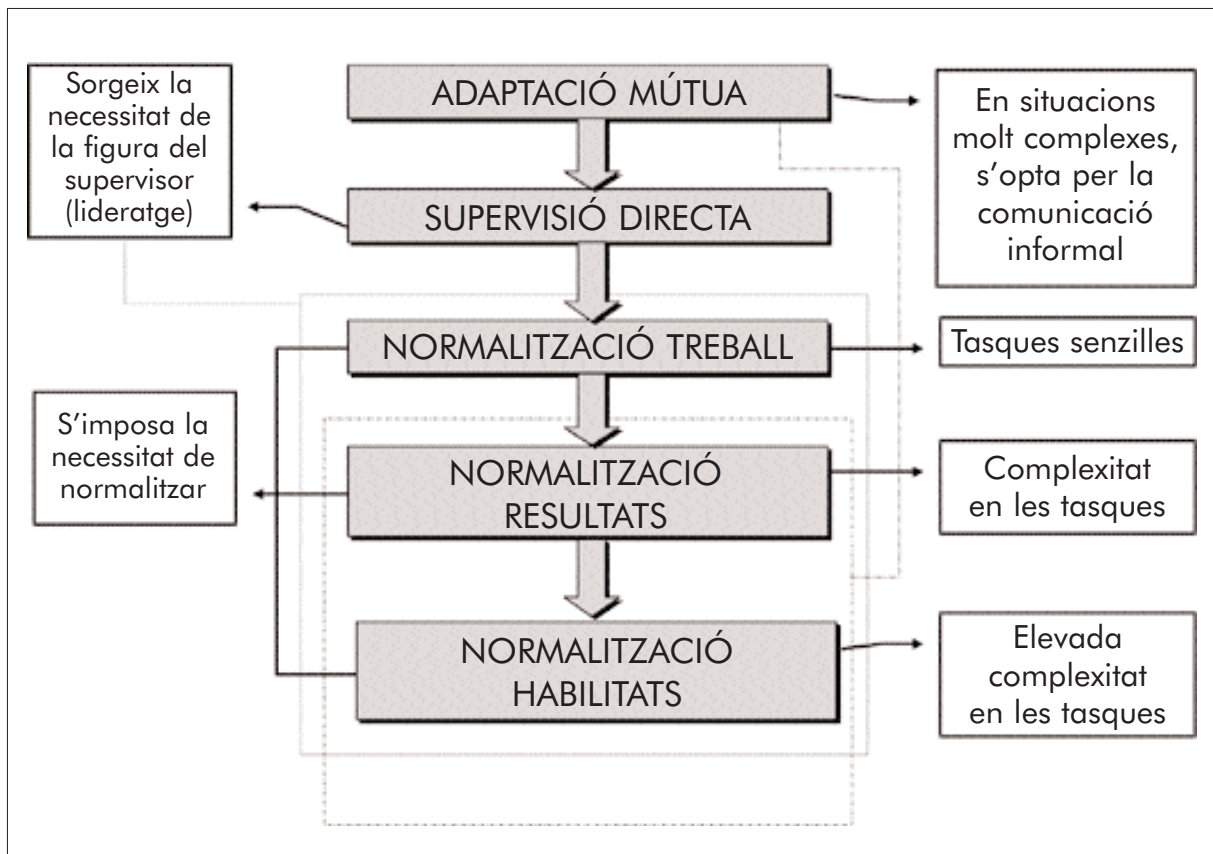 Sorgeix la
necessitat de
la figura del
supervisor
(lideratge)
ADAPTACIÓ MÚTUA
En situacions
molt complexes,
s’opta per la
comunicació
informal
SUPERVISIÓ DIRECTA
NORMALITZACIÓ TREBALL
Tasques senzilles
S’imposa la
necessitat de
normalitzar
NORMALITZACIÓ
RESULTATS
Complexitat
en les tasques
NORMALITZACIÓ
HABILITATS
Elevada
complexitat
en les tasques